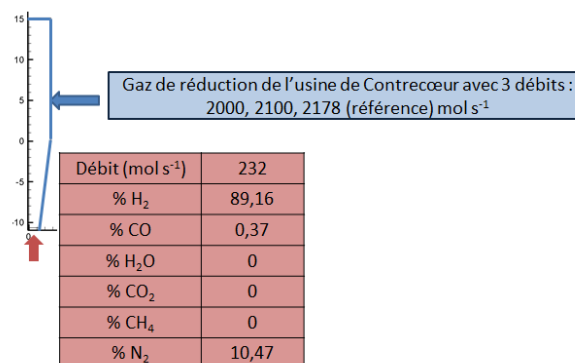 15
10
5
0
-5
-10
0
Gaz de réduction de l'usine de Contrecœur avec 3 débits :
2000, 2100, 2178 (référence) mol s⁻¹
Débit (mol s⁻¹) 232
% H₂ 89,16
% CO 0,37
% H₂O 0
% CO₂ 0
% CH₄ 0
% N₂ 10,47